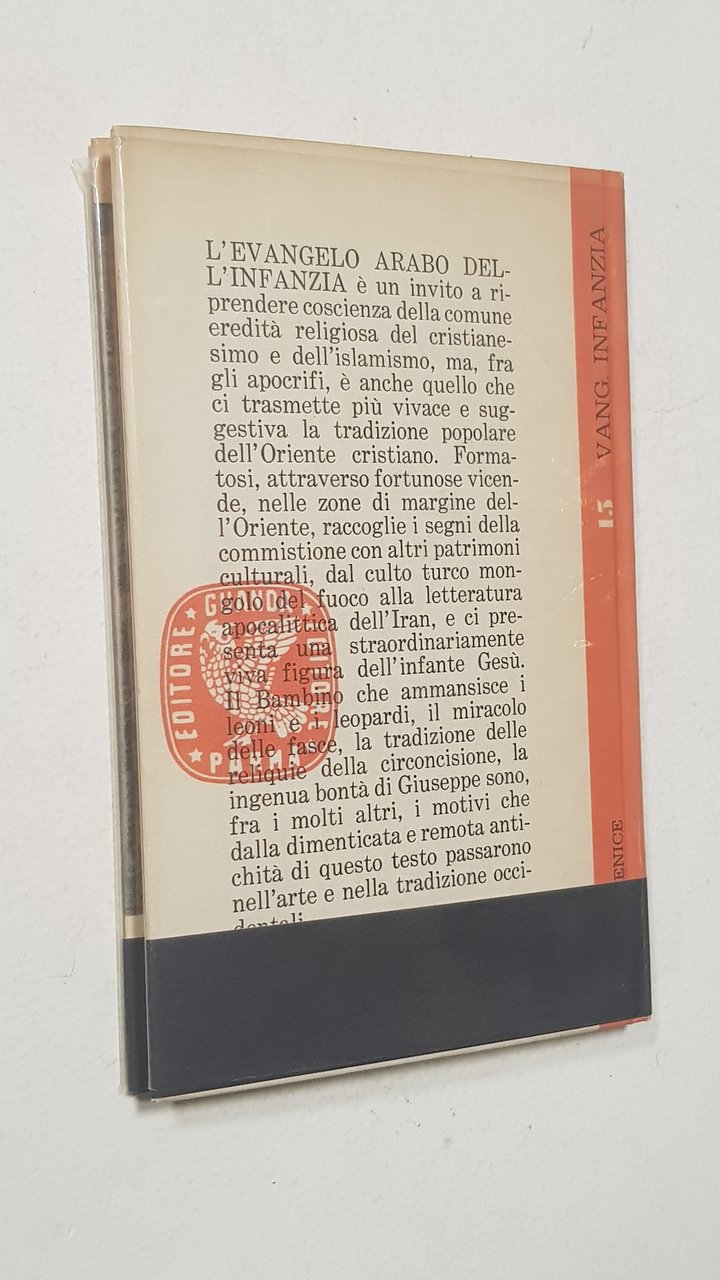 L'EVANGELO ARABO DEL-
L'INFANZIA è un invito a ri-
prendere coscienza della comune
eredità religiosa del cristiane-
simo e dell'islamismo, ma, fra
gli apocrifi, è anche quello che
ci trasmette più vivace e sug-
gestiva la tradizione popolare
dell'Oriente cristiano. Forma-
tosi, attraverso fortunose vicen-
de, nelle zone di margine del-
l'Oriente, raccoglie i segni della
commistione con altri patrimoni
culturali, dal culto turco mon-
golo del fuoco alla letteratura
apocalittica dell'Iran, e ci pre-
senta una straordinariamente
viva figura dell'infante Gesù.
Il Bambino che ammansisce i
leoni e i leopardi, il miracolo
delle fasce, la tradizione delle
reliquie della circoncisione, la
ingenua bontà di Giuseppe sono,
fra i molti altri, i motivi che
dalla dimenticata e remota anti-
chità di questo testo passarono
nell'arte e nella tradizione occi-
dentali
EDITORE
GUANDA
EDITORE
PARMA
VANG. INFANZIA
15
ENICE